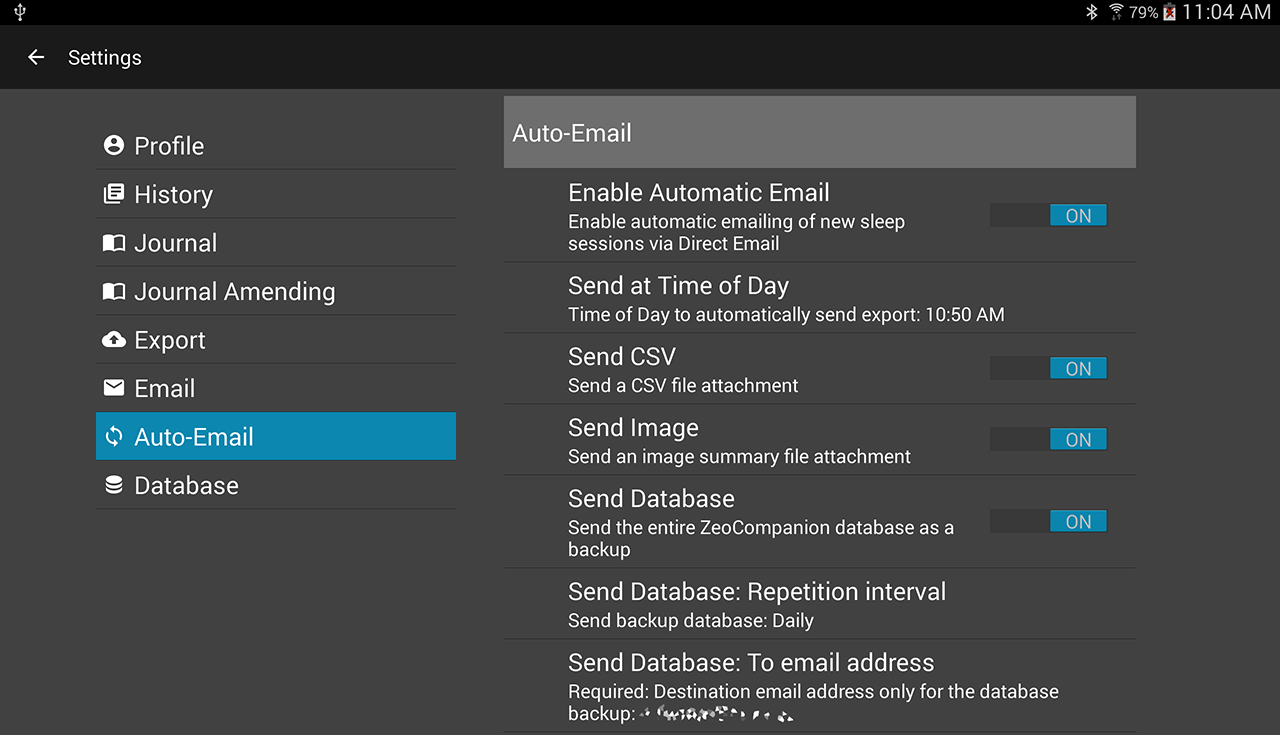 79% 11:04 AM
Settings
Profile
History
Journal
Journal Amending
Export
Email
Auto-Email
Database
Auto-Email
Enable Automatic Email
Enable automatic emailing of new sleep
sessions via Direct Email
ON
Send at Time of Day
Time of Day to automatically send export: 10:50 AM
Send CSV
Send a CSV file attachment
ON
Send Image
Send an image summary file attachment
ON
Send Database
Send the entire ZeoCompanion database as a
backup
ON
Send Database: Repetition interval
Send backup database: Daily
Send Database: To email address
Required: Destination email address only for the database
backup: